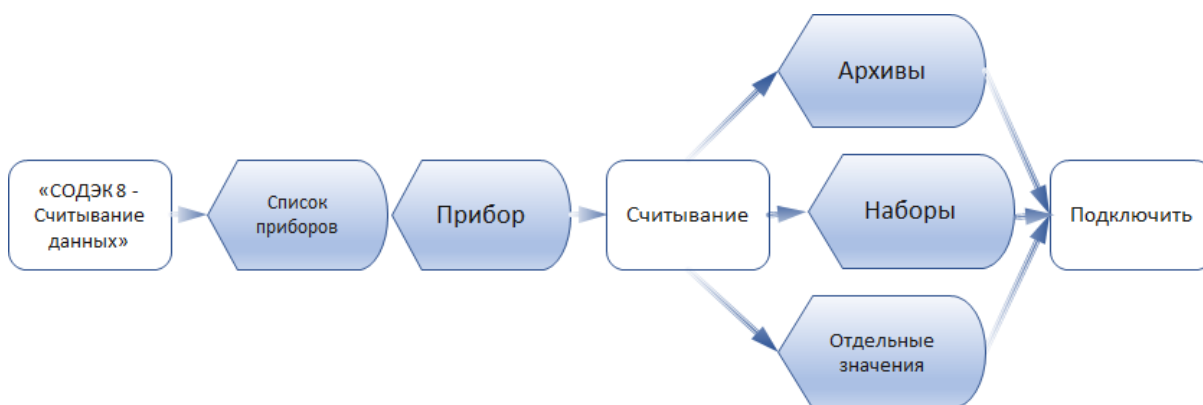 Архивы
«СОДЭК 8 -
Считывание
данных»
Список
приборов
Прибор
Считывание
Наборы
Подключить
Отдельные
значения